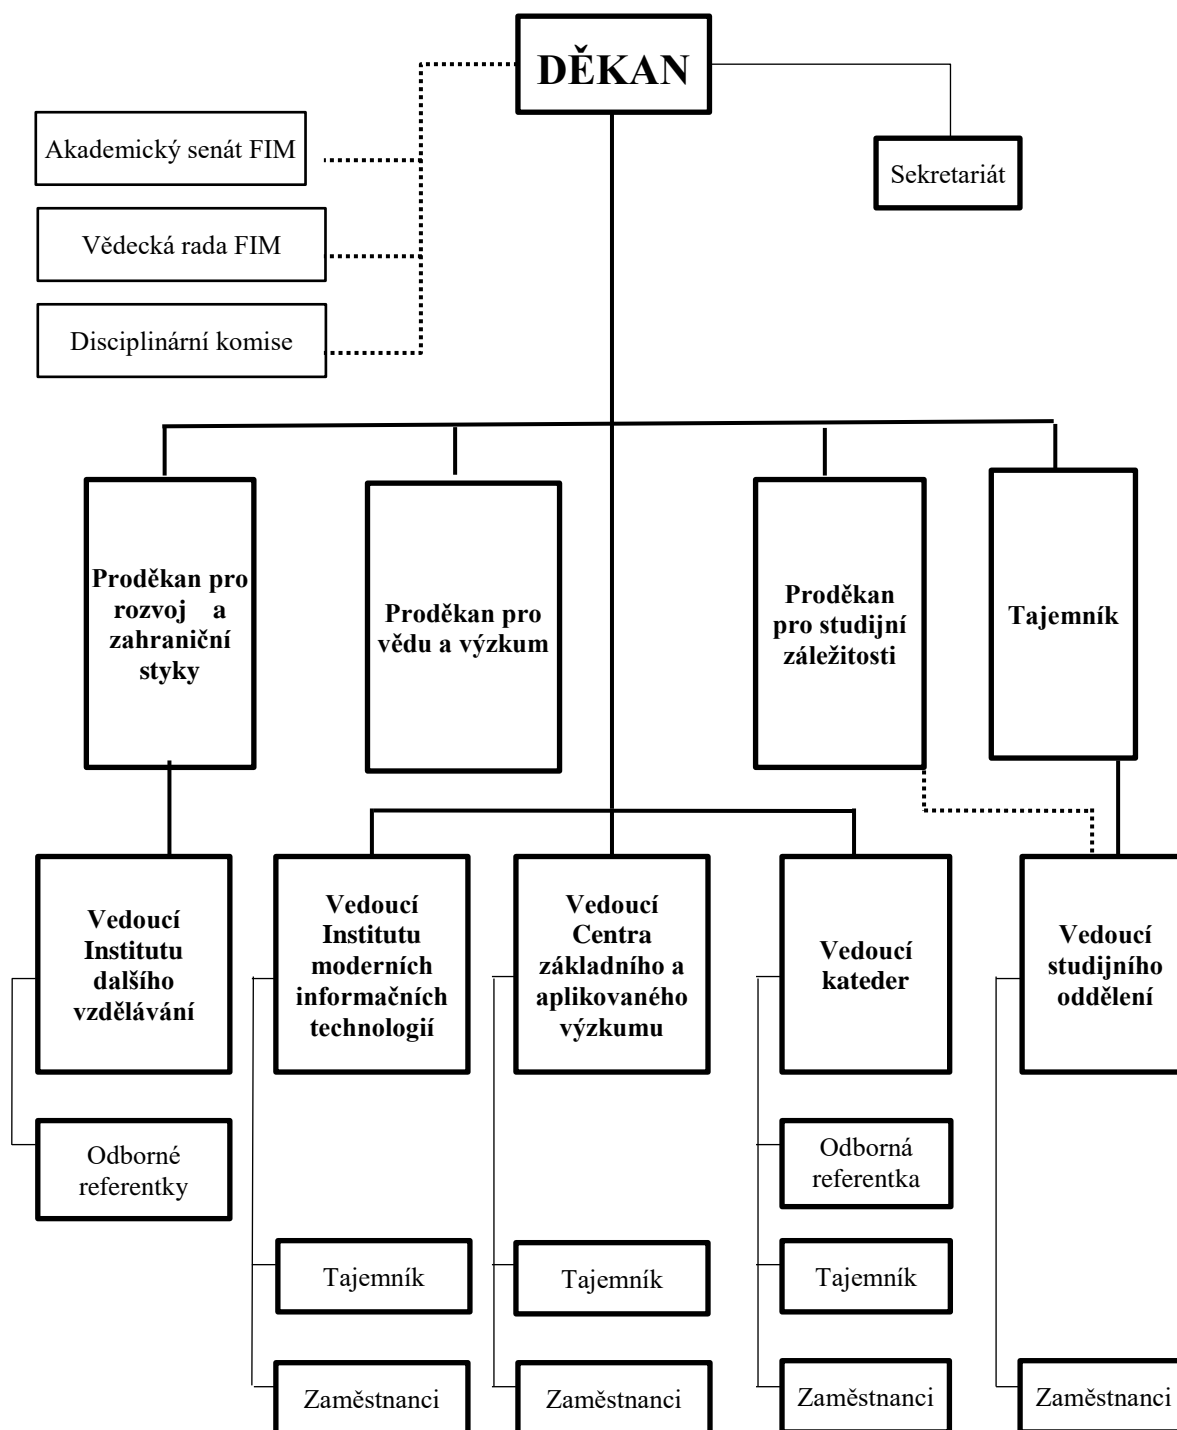 DĚKAN
Akademický senát FIM
Sekretariát
Vědecká rada FIM
Disciplinární komise
Proděkan pro
rozvoj a
zahraniční
styky
Proděkan pro
vědu a výzkum
Proděkan
pro studijní
záležitosti
Tajemník
Vedoucí
Institutu
dalšího
vzdělávání
Vedoucí
Institutu
moderních
informačních
technologií
Vedoucí
Centra
základního a
aplikovaného
výzkumu
Vedoucí
kateder
Vedoucí
studijního
oddělení
Odborné
referentky
Odborná
referentka
Tajemník
Tajemník
Tajemník
Zaměstnanci
Zaměstnanci
Zaměstnanci
Zaměstnanci